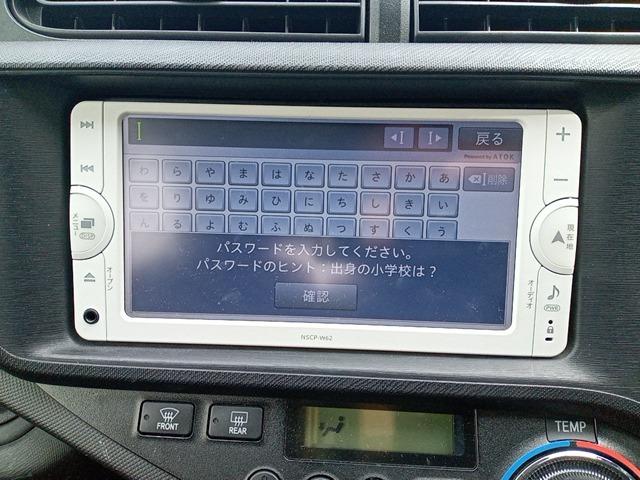 戻る
Powered by ATOK
わ ら や ま は な た さ か あ
削除
を り ゆ み ひ に ち し き い
ん る よ む ふ ぬ つ す く う
パスワードを入力してください。
パスワードのヒント：出身の小学校は？
確認
メニュー
DISP
オープン
現在地
オーディオ
PWR
NSCP-W62
FRONT
REAR
TEMP